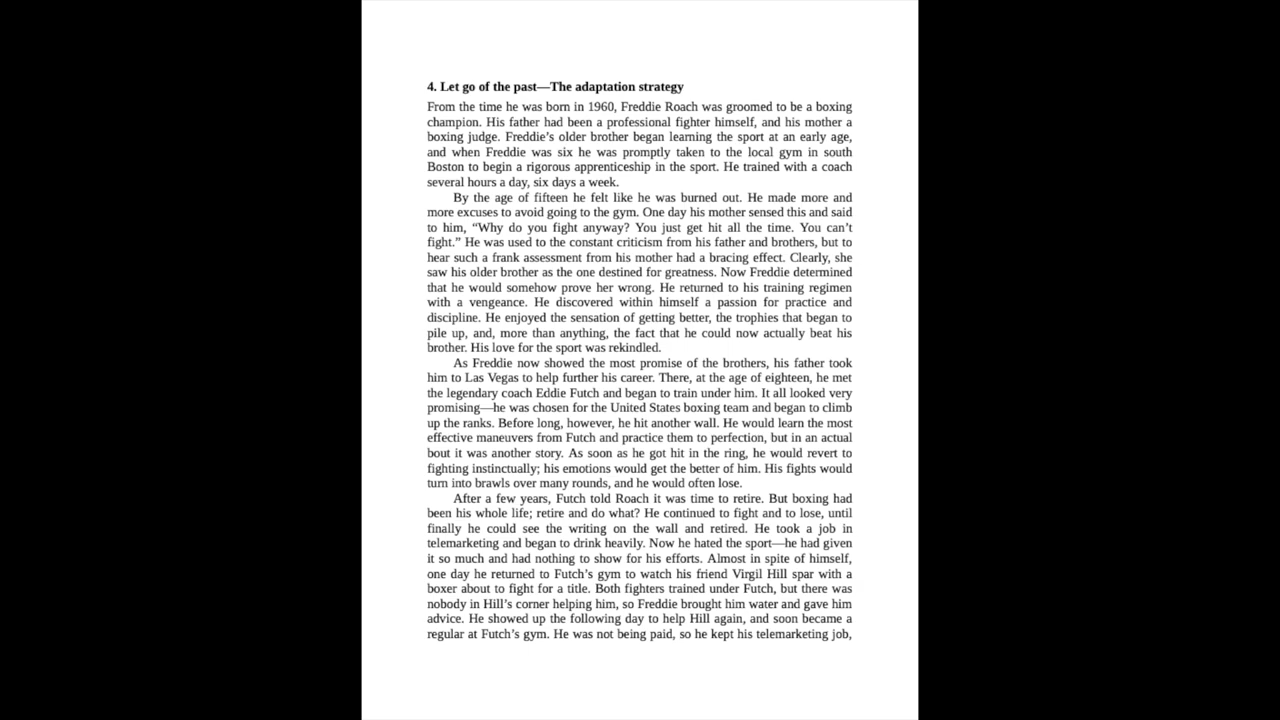 4. Let go of the past—The adaptation strategy
From the time he was born in 1960, Freddie Roach was groomed to be a boxing
champion. His father had been a professional fighter himself, and his mother a
boxing judge. Freddie’s older brother began learning the sport at an early age,
and when Freddie was six he was promptly taken to the local gym in south
Boston to begin a rigorous apprenticeship in the sport. He trained with a coach
several hours a day, six days a week.
By the age of fifteen he felt like he was burned out. He made more and
more excuses to avoid going to the gym. One day his mother sensed this and said
to him, “Why do you fight anyway? You just get hit all the time. You can’t
fight.” He was used to the constant criticism from his father and brothers, but to
hear such a frank assessment from his mother had a bracing effect. Clearly, she
saw his older brother as the one destined for greatness. Now Freddie determined
that he would somehow prove her wrong. He returned to his training regimen
with a vengeance. He discovered within himself a passion for practice and
discipline. He enjoyed the sensation of getting better, the trophies that began to
pile up, and, more than anything, the fact that he could now actually beat his
brother. His love for the sport was rekindled.
As Freddie now showed the most promise of the brothers, his father took
him to Las Vegas to help further his career. There, at the age of eighteen, he met
the legendary coach Eddie Futch and began to train under him. It all looked very
promising—he was chosen for the United States boxing team and began to climb
up the ranks. Before long, however, he hit another wall. He would learn the most
effective maneuvers from Futch and practice them to perfection, but in an actual
bout it was another story. As soon as he got hit in the ring, he would revert to
fighting instinctually; his emotions would get the better of him. His fights would
turn into brawls over many rounds, and he would often lose.
After a few years, Futch told Roach it was time to retire. But boxing had
been his whole life; retire and do what? He continued to fight and to lose, until
finally he could see the writing on the wall and retired. He took a job in
telemarketing and began to drink heavily. Now he hated the sport—he had given
it so much and had nothing to show for his efforts. Almost in spite of himself,
one day he returned to Futch’s gym to watch his friend Virgil Hill spar with a
boxer about to fight for a title. Both fighters trained under Futch, but there was
nobody in Hill’s corner helping him, so Freddie brought him water and gave him
advice. He showed up the following day to help Hill again, and soon became a
regular at Futch’s gym. He was not being paid, so he kept his telemarketing job,